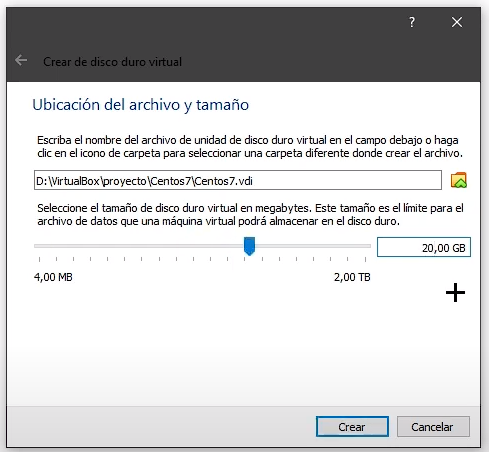 ?
Crear de disco duro virtual
Ubicación del archivo y tamaño
Escriba el nombre del archivo de unidad de disco duro virtual en el campo debajo o haga
clic en el icono de carpeta para seleccionar una carpeta diferente donde crear el archivo.
D:\VirtualBox\proyecto\Centos7\Centos7.vdi
Seleccione el tamaño de disco duro virtual en megabytes. Este tamaño es el límite para el
archivo de datos que una máquina virtual podrá almacenar en el disco duro.
20,00 GB
4,00 MB 2,00 TB
Crear Cancelar